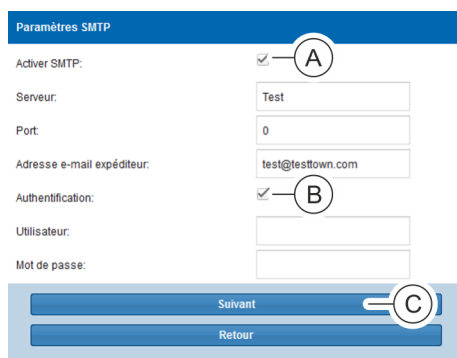 Paramètres SMTP
Activer SMTP: A
Serveur: Test
Port: 0
Adresse e-mail expéditeur: test@testtown.com
Authentification: B
Utilisateur:
Mot de passe:
Suivant C
Retour